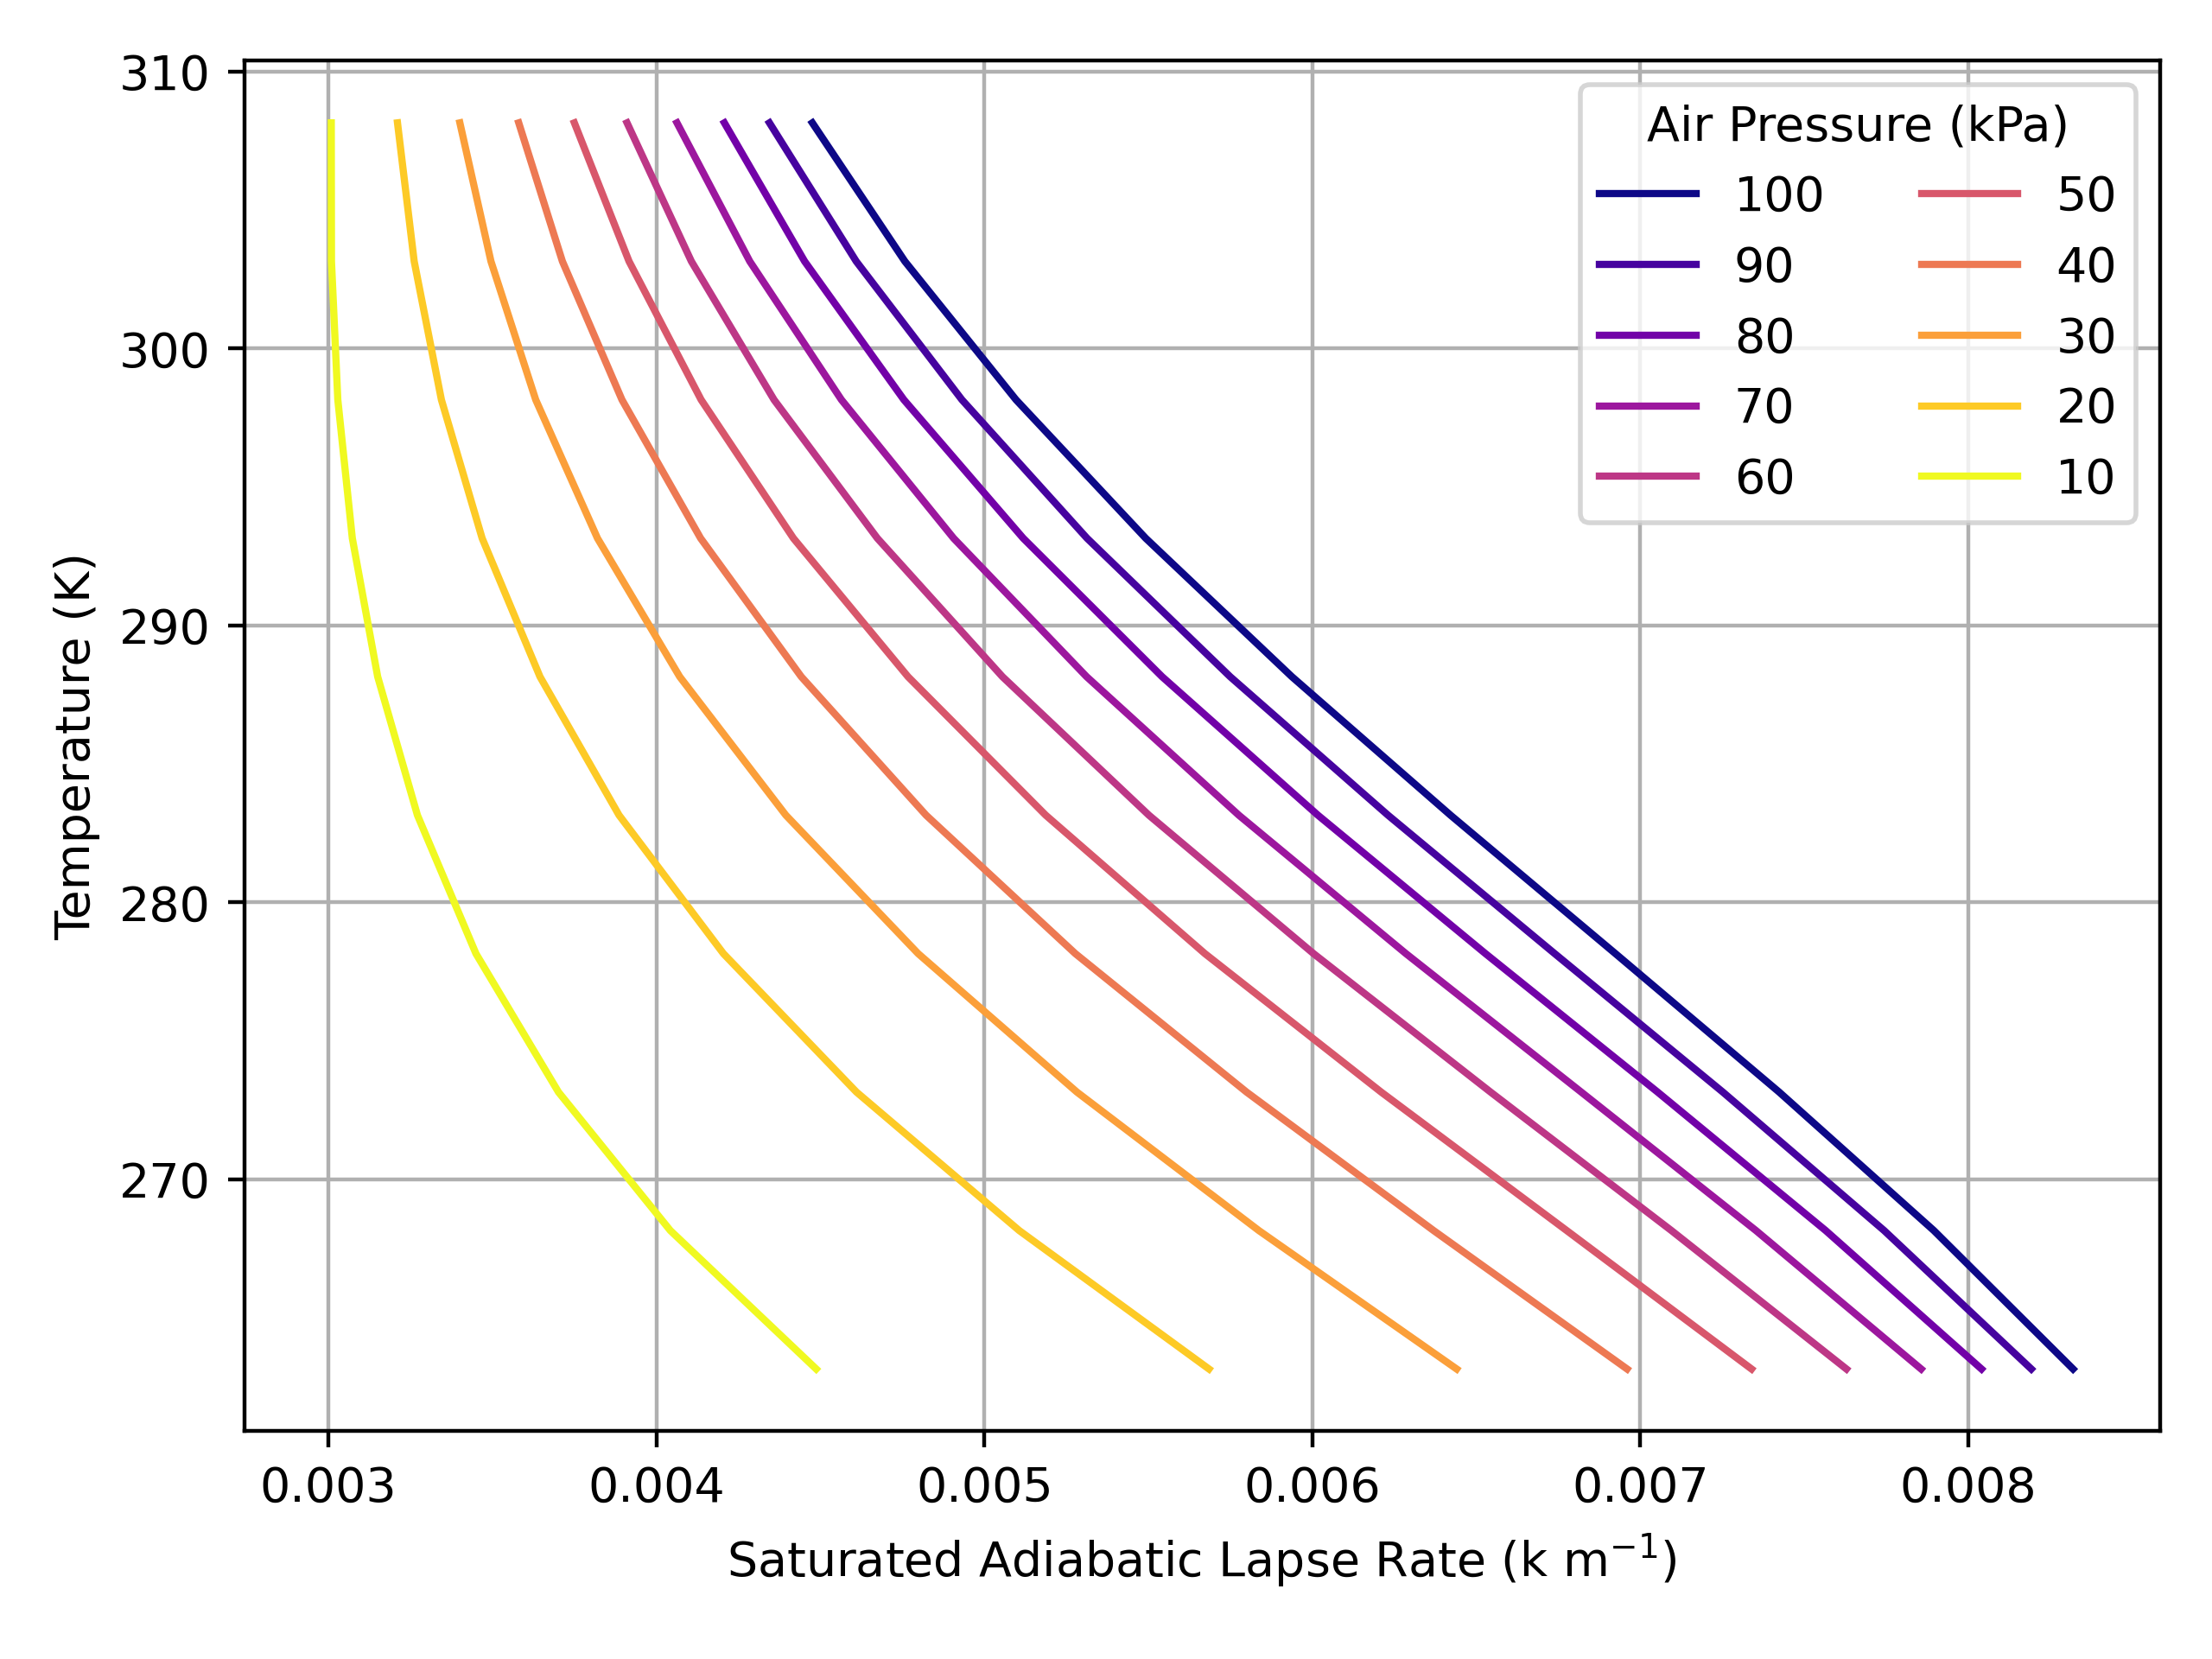 310
300
290
280
270
Temperature (K)
Air Pressure (kPa)
100 50
90 40
80 30
70 20
60 10
0.003 0.004 0.005 0.006 0.007 0.008
Saturated Adiabatic Lapse Rate (k m⁻¹)